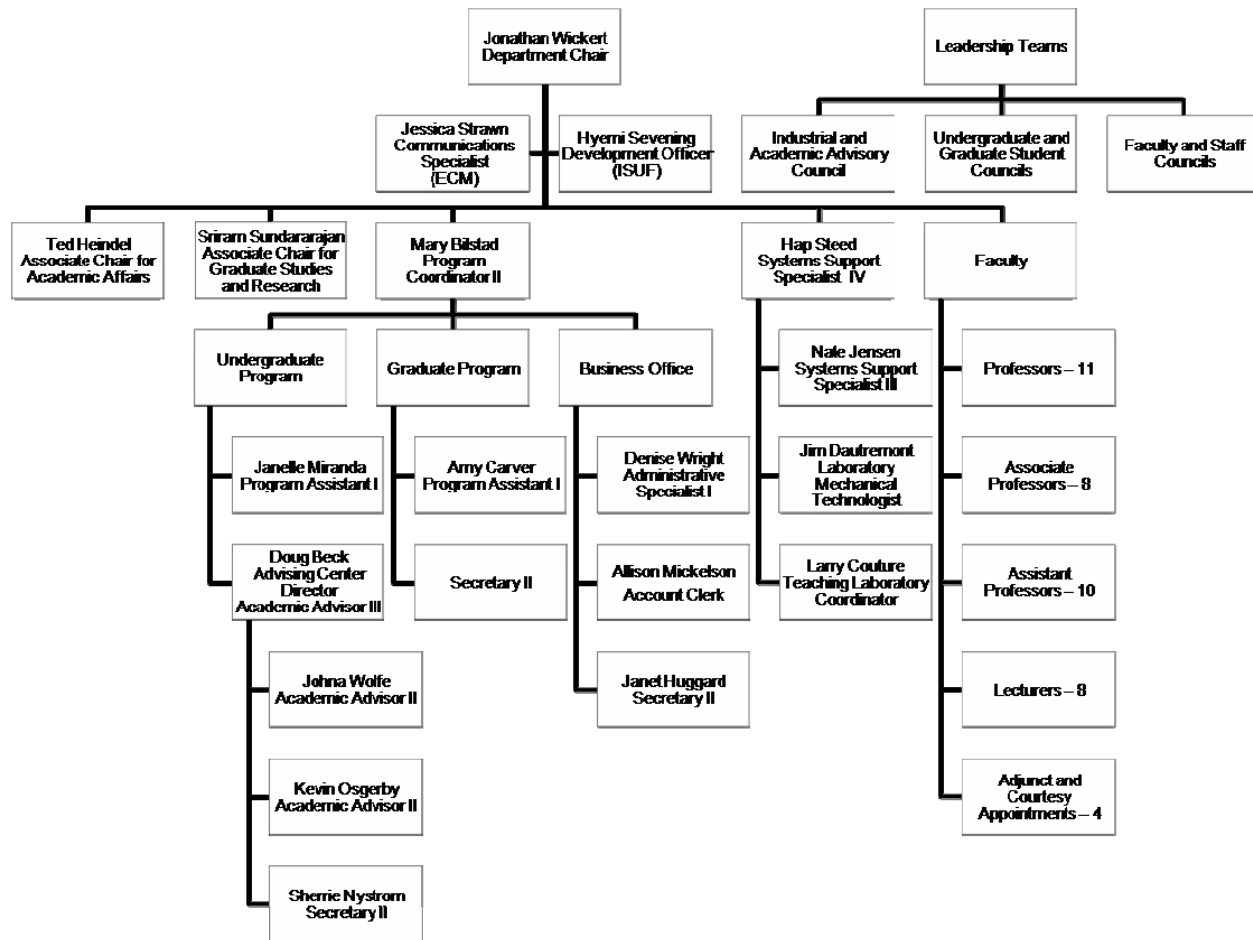 Jonathan Wickert
Department Chair
Leadership Teams
Jessica Strawn
Communications
Specialist
(ECM)
Hyemi Sevening
Development Officer
(ISUF)
Industrial and
Academic Advisory
Council
Undergraduate and
Graduate Student
Councils
Faculty and Staff
Councils
Ted Heindel
Associate Chair for
Academic Affairs
Sriram Sundararajan
Associate Chair for
Graduate Studies
and Research
Mary Bilstad
Program
Coordinator II
Hap Steed
Systems Support
Specialist IV
Faculty
Undergraduate
Program
Graduate Program
Business Office
Nate Jensen
Systems Support
Specialist III
Professors – 11
Janelle Miranda
Program Assistant I
Amy Carver
Program Assistant I
Denise Wright
Administrative
Specialist I
Jim Dautremont
Laboratory
Mechanical
Technologist
Associate
Professors – 8
Doug Beck
Advising Center
Director
Academic Advisor III
Secretary II
Allison Mickelson
Account Clerk
Larry Couture
Teaching Laboratory
Coordinator
Assistant
Professors – 10
Johna Wolfe
Academic Advisor II
Janet Huggard
Secretary II
Lecturers – 8
Kevin Osgerby
Academic Advisor II
Adjunct and
Courtesy
Appointments – 4
Sherrie Nystrom
Secretary II